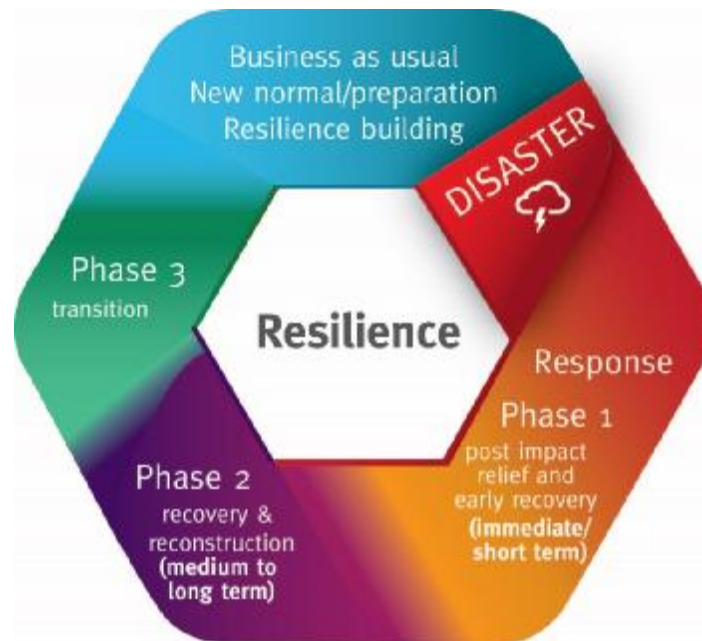 Business as usual
New normal/preparation
Resilience building
DISASTER
Resilience
Response
Phase 1
post impact
relief and
early recovery
(immediate/
short term)
Phase 2
recovery &
reconstruction
(medium to
long term)
Phase 3
transition